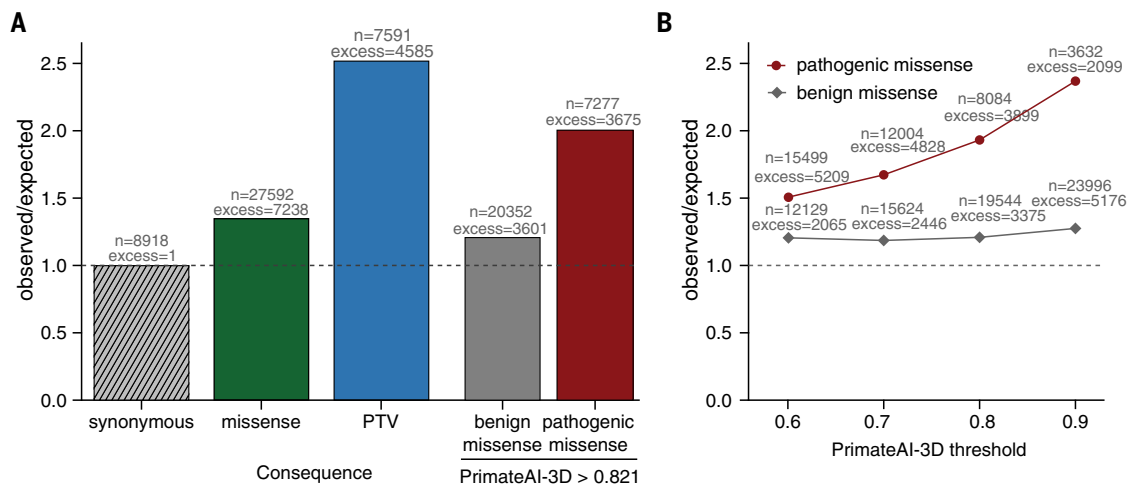 A
observed/expected
2.5
2.0
1.5
1.0
0.5
0.0
n=8918
excess=1
n=27592
excess=7238
n=7591
excess=4585
n=20352
excess=3601
n=7277
excess=3675
synonymous
missense
PTV
benign
missense
pathogenic
missense
Consequence
PrimateAI-3D > 0.821
B
observed/expected
2.5
2.0
1.5
1.0
0.5
0.0
pathogenic missense
benign missense
n=15499
excess=5209
n=12004
excess=4828
n=8084
excess=3899
n=3632
excess=2099
n=12129
excess=2065
n=15624
excess=2446
n=19544
excess=3375
n=23996
excess=5176
0.6
0.7
0.8
0.9
PrimateAI-3D threshold